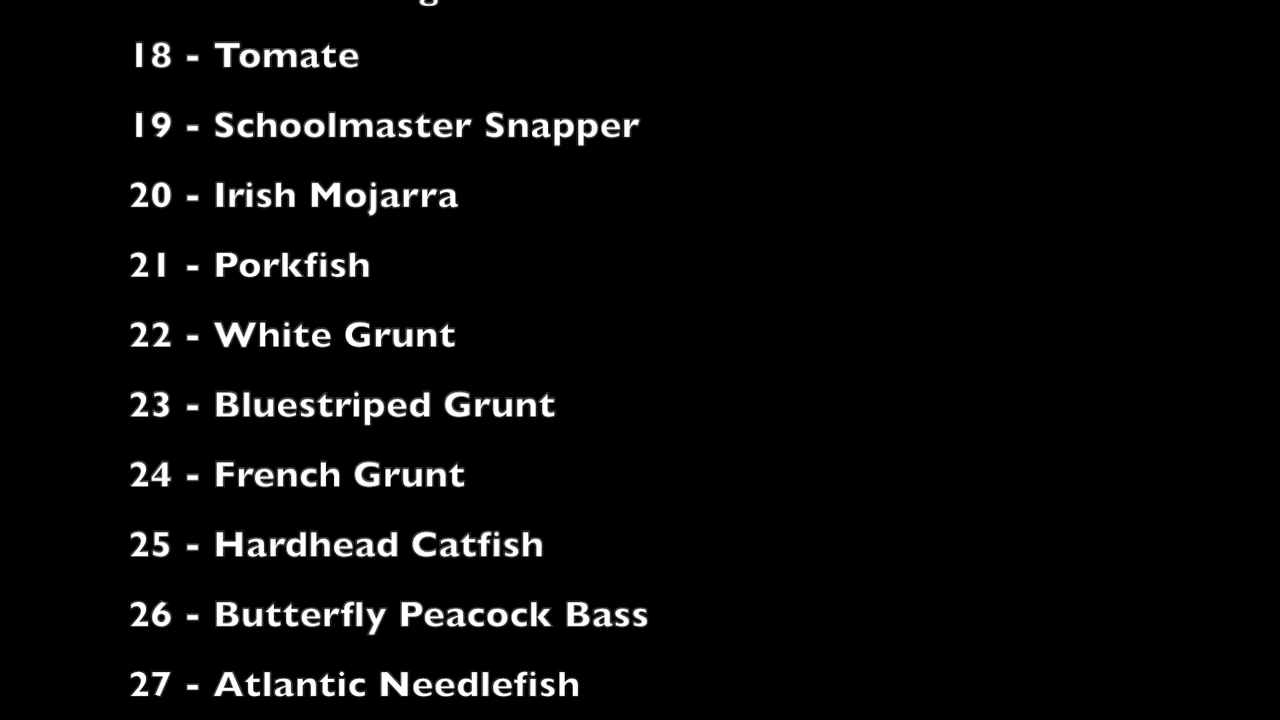 18 - Tomate
19 - Schoolmaster Snapper
20 - Irish Mojarra
21 - Porkfish
22 - White Grunt
23 - Bluestriped Grunt
24 - French Grunt
25 - Hardhead Catfish
26 - Butterfly Peacock Bass
27 - Atlantic Needlefish